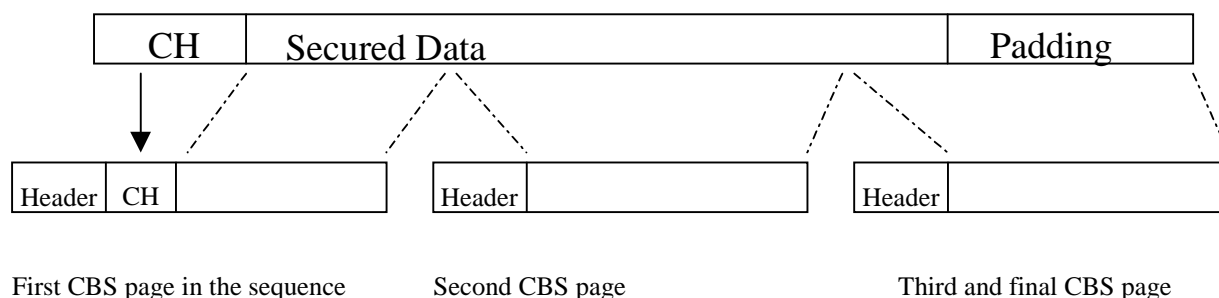 CH Secured Data Padding
Header CH Header Header
First CBS page in the sequence Second CBS page Third and final CBS page